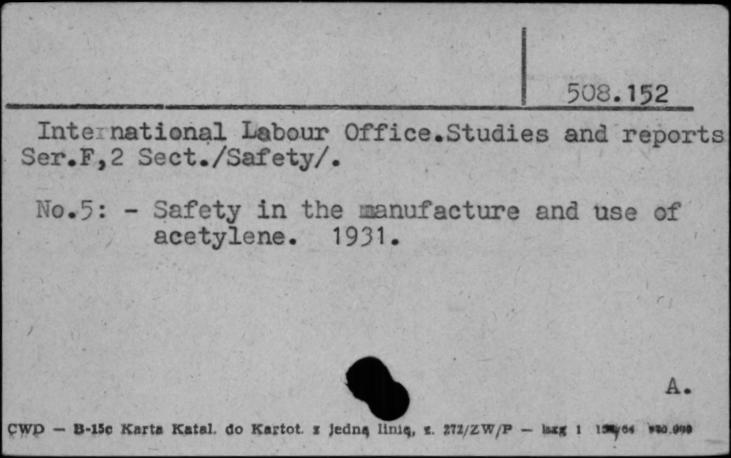 508.152
International Labour Office.Studies and reports
Ser.F,2 Sect./Safety/.
No.5: - Safety in the manufacture and use of
acetylene. 1931.
A.
CWD — B-15c Karta Katal. do Kartot. z jedną linią, z. 272/ZW/P —